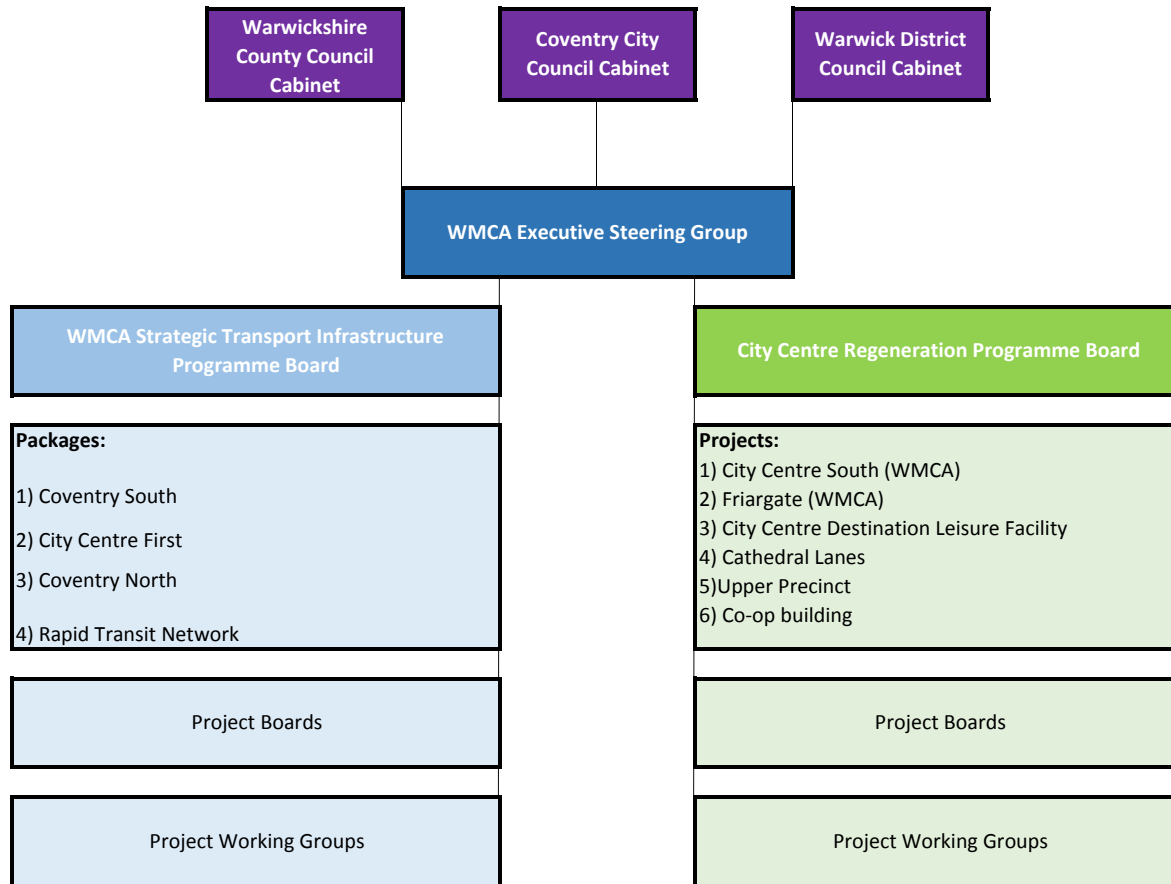 Warwickshire
County Council
Cabinet
Coventry City
Council Cabinet
Warwick District
Council Cabinet
WMCA Executive Steering Group
WMCA Strategic Transport Infrastructure
Programme Board
City Centre Regeneration Programme Board
Packages:
1) Coventry South
2) City Centre First
3) Coventry North
4) Rapid Transit Network
Projects:
1) City Centre South (WMCA)
2) Friargate (WMCA)
3) City Centre Destination Leisure Facility
4) Cathedral Lanes
5)Upper Precinct
6) Co-op building
Project Boards
Project Boards
Project Working Groups
Project Working Groups